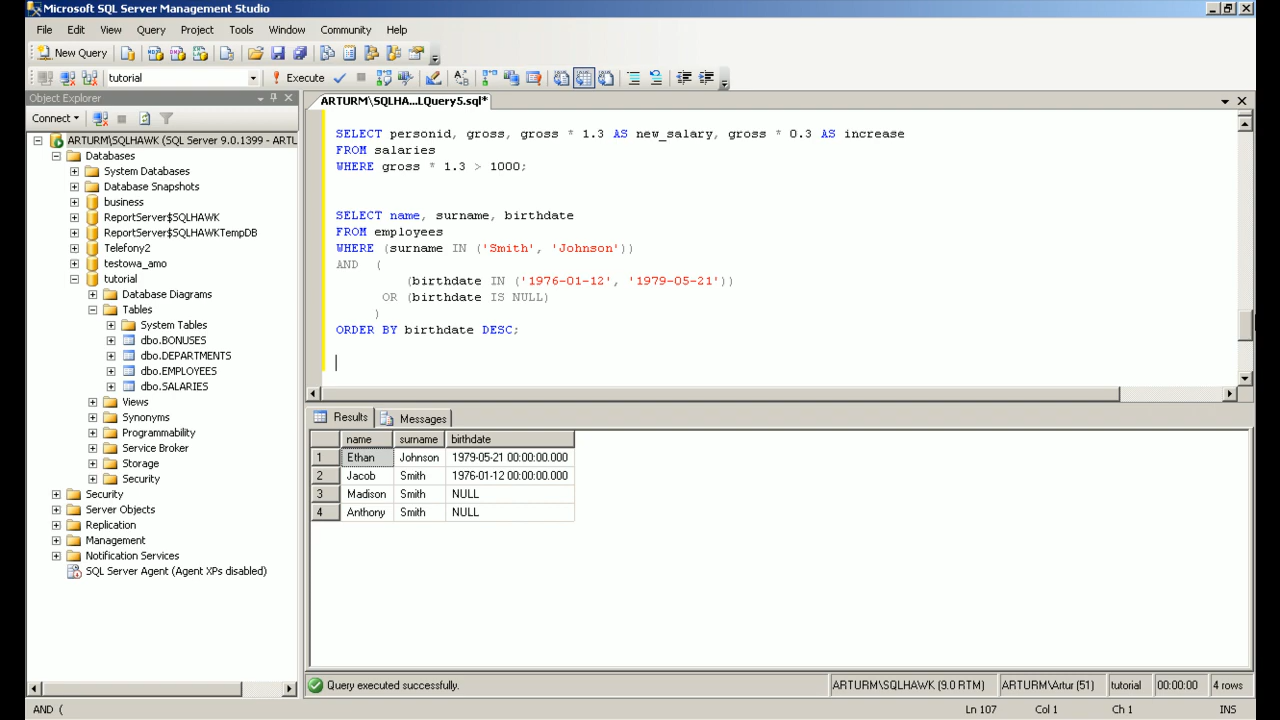 Microsoft SQL Server Management Studio
File Edit View Query Project Tools Window Community Help
New Query
tutorial Execute
Object Explorer
Connect
ARTURM\SQLHAWK (SQL Server 9.0.1399 - ARTU
Databases
System Databases
Database Snapshots
business
ReportServer$SQLHAWK
ReportServer$SQLHAWKTempDB
Telefony2
testowa_amo
tutorial
Database Diagrams
Tables
System Tables
dbo.BONUSES
dbo.DEPARTMENTS
dbo.EMPLOYEES
dbo.SALARIES
Views
Synonyms
Programmability
Service Broker
Storage
Security
Security
Server Objects
Replication
Management
Notification Services
SQL Server Agent (Agent XPs disabled)
ARTURM\SQLHA...LQuery5.sql*
SELECT personid, gross, gross * 1.3 AS new_salary, gross * 0.3 AS increase
FROM salaries
WHERE gross * 1.3 > 1000;
SELECT name, surname, birthdate
FROM employees
WHERE (surname IN ('Smith', 'Johnson'))
AND (
(birthdate IN ('1976-01-12', '1979-05-21'))
OR (birthdate IS NULL)
)
ORDER BY birthdate DESC;
Results Messages
name surname birthdate
1 Ethan Johnson 1979-05-21 00:00:00.000
2 Jacob Smith 1976-01-12 00:00:00.000
3 Madison Smith NULL
4 Anthony Smith NULL
Query executed successfully. ARTURM\SQLHAWK (9.0 RTM) ARTURM\Artur (51) tutorial 00:00:00 4 rows
AND ( Ln 107 Col 1 Ch 1 INS